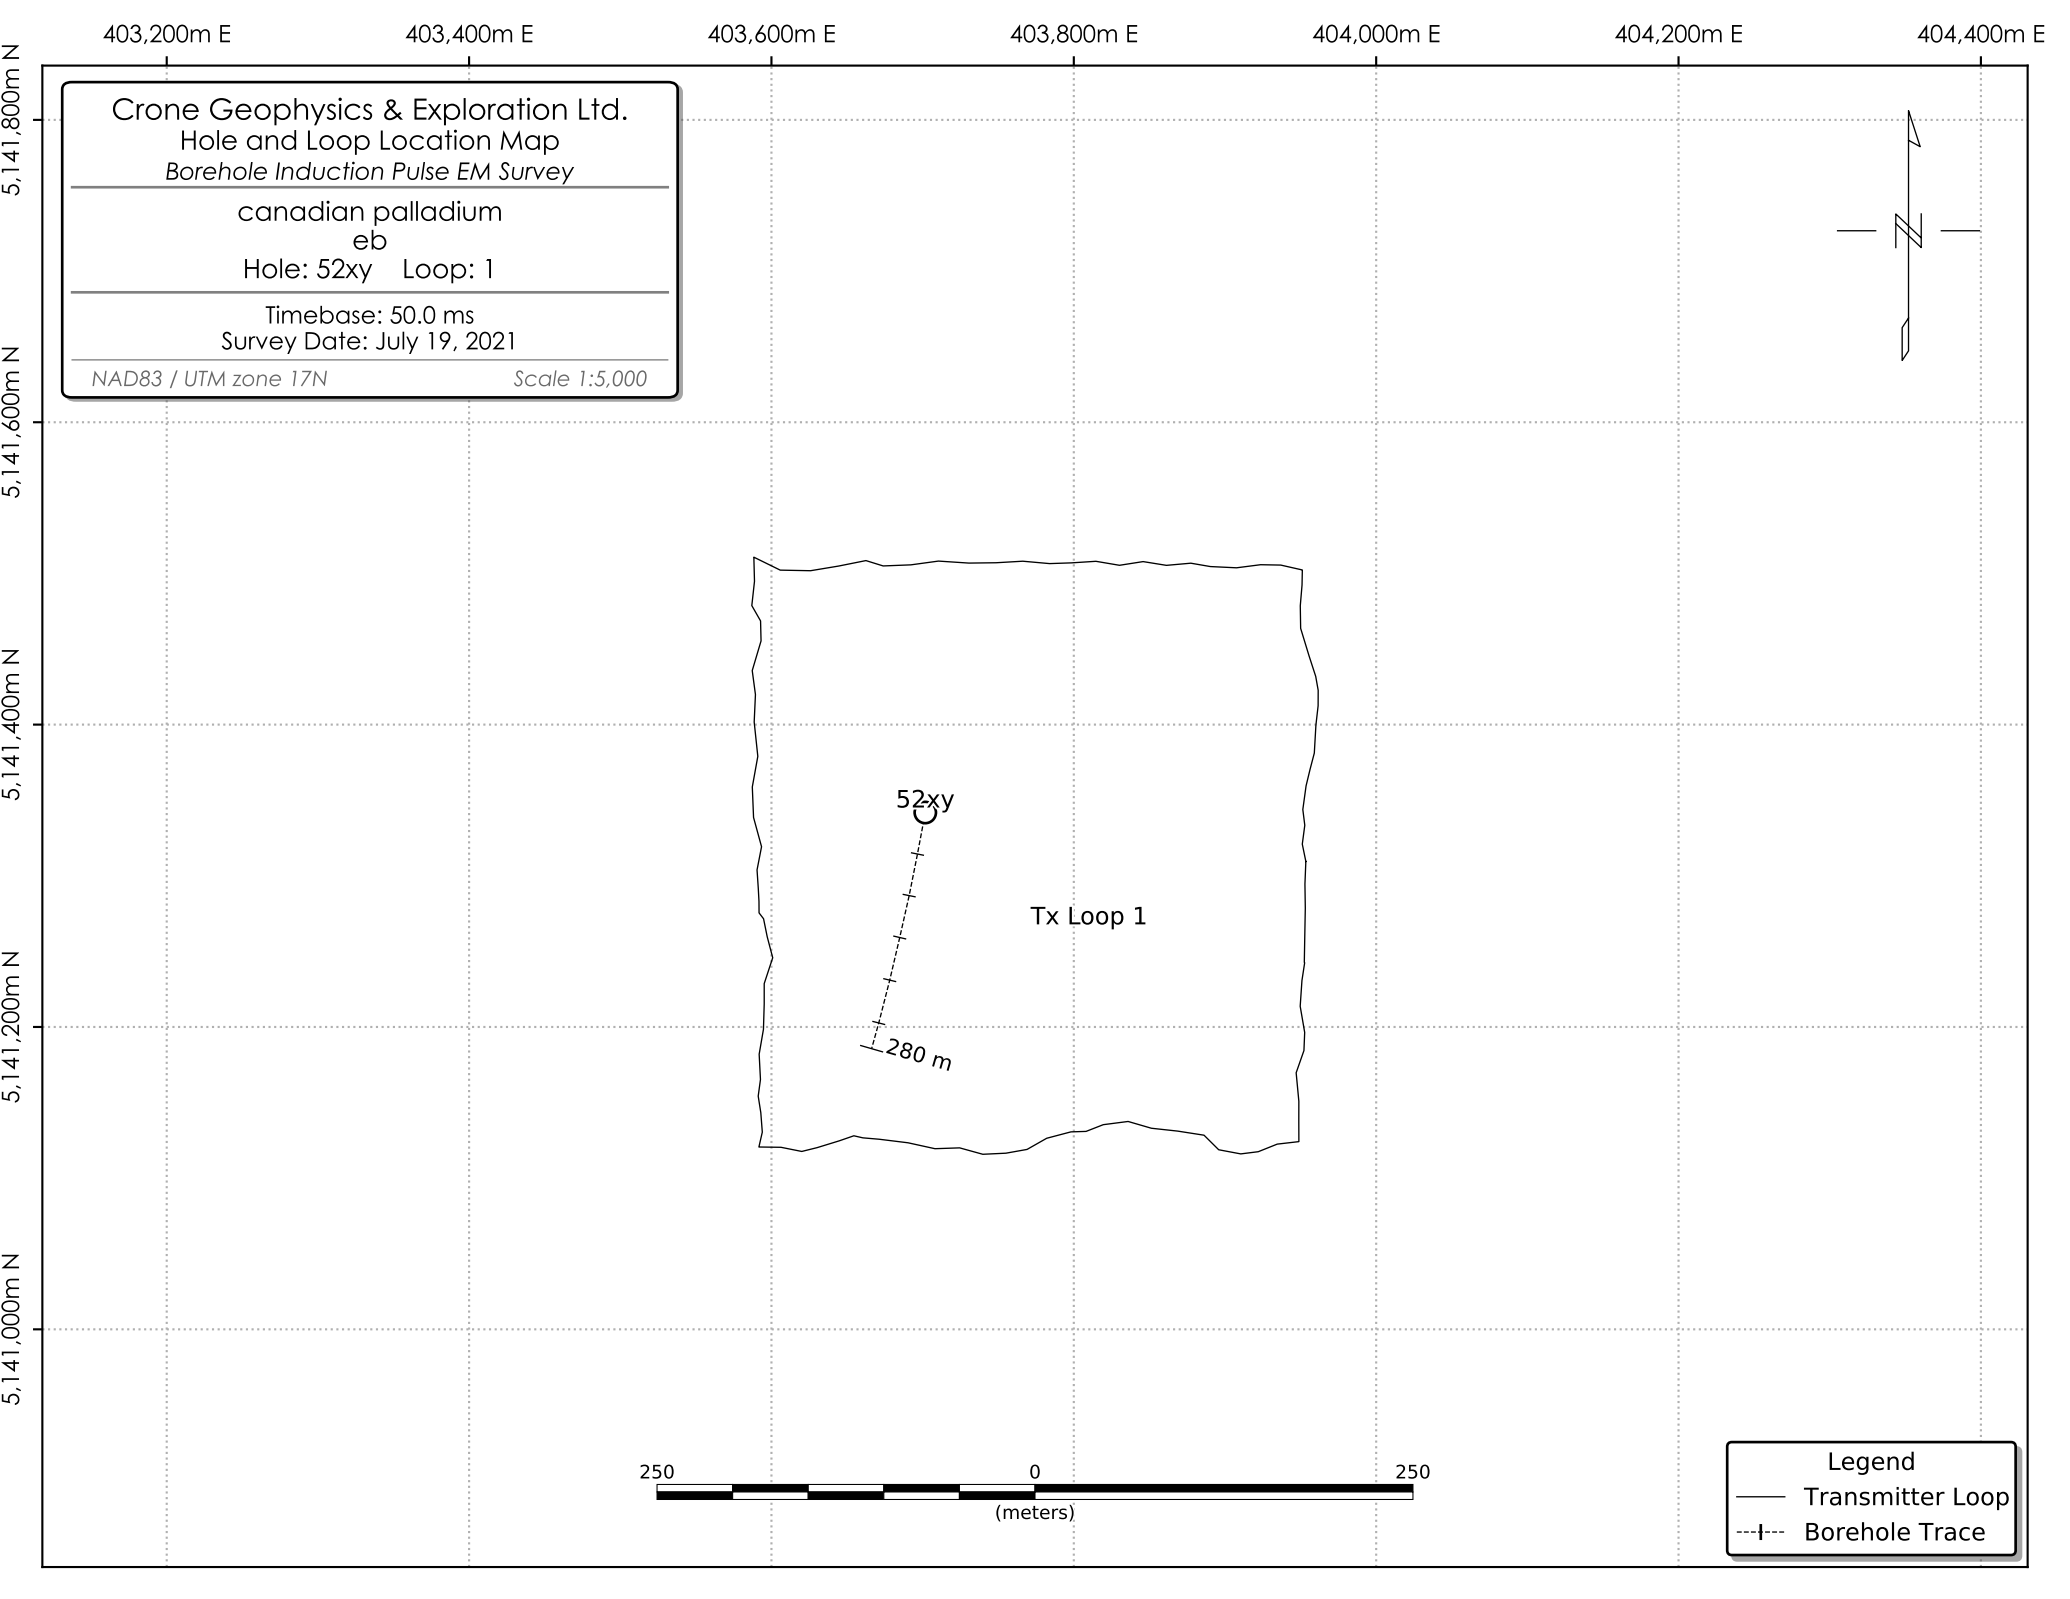 403,200m E 403,400m E 403,600m E 403,800m E 404,000m E 404,200m E 404,400m E
5,141,800m N
5,141,600m N
5,141,400m N
5,141,200m N
5,141,000m N
Crone Geophysics & Exploration Ltd.
Hole and Loop Location Map
Borehole Induction Pulse EM Survey
canadian palladium
eb
Hole: 52xy Loop: 1
Timebase: 50.0 ms
Survey Date: July 19, 2021
NAD83 / UTM zone 17N Scale 1:5,000
N
52xy
Tx Loop 1
280 m
250 0 250
(meters)
Legend
Transmitter Loop
Borehole Trace